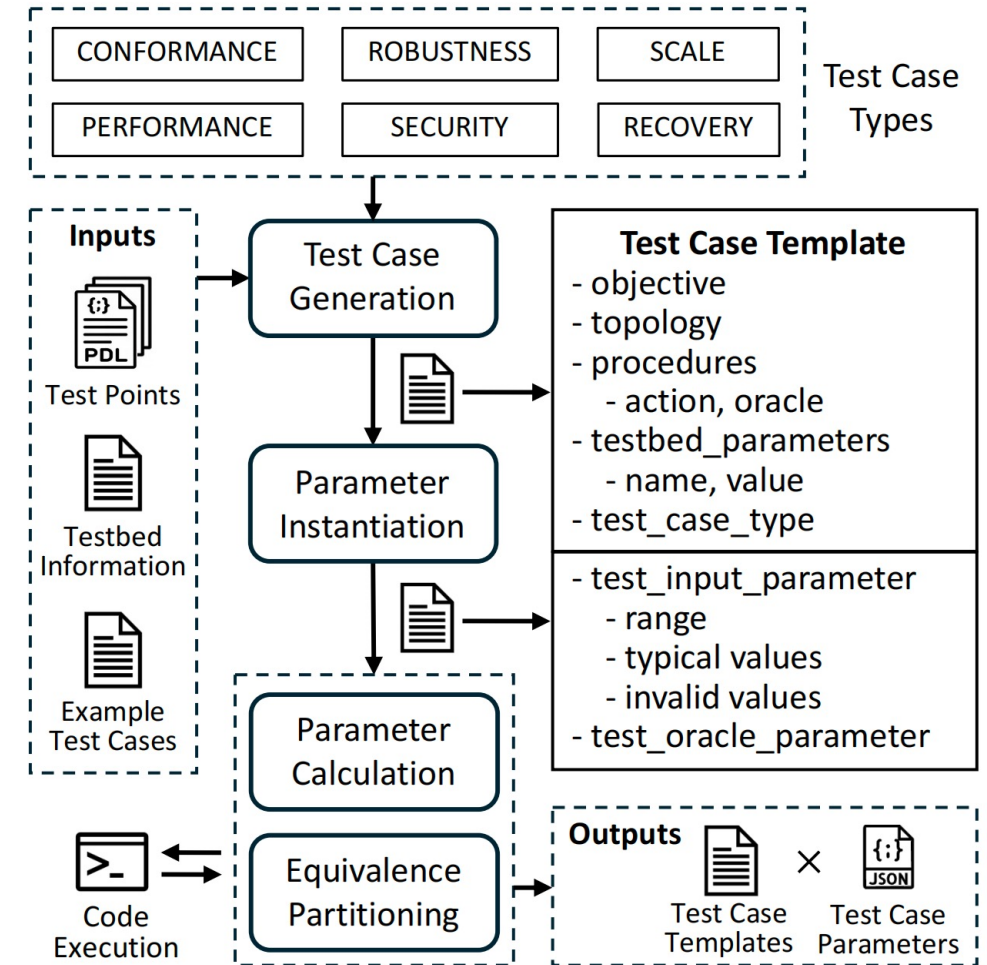 CONFORMANCE
ROBUSTNESS
SCALE
PERFORMANCE
SECURITY
RECOVERY
Test Case
Types
Inputs
{;}
PDL
Test Points
Testbed
Information
Example
Test Cases
Test Case
Generation
Parameter
Instantiation
Parameter
Calculation
Equivalence
Partitioning
>_
Code
Execution
Test Case Template
- objective
- topology
- procedures
- action, oracle
- testbed_parameters
- name, value
- test_case_type
- test_input_parameter
- range
- typical values
- invalid values
- test_oracle_parameter
Outputs
×
{;}
JSON
Test Case
Templates
Test Case
Parameters